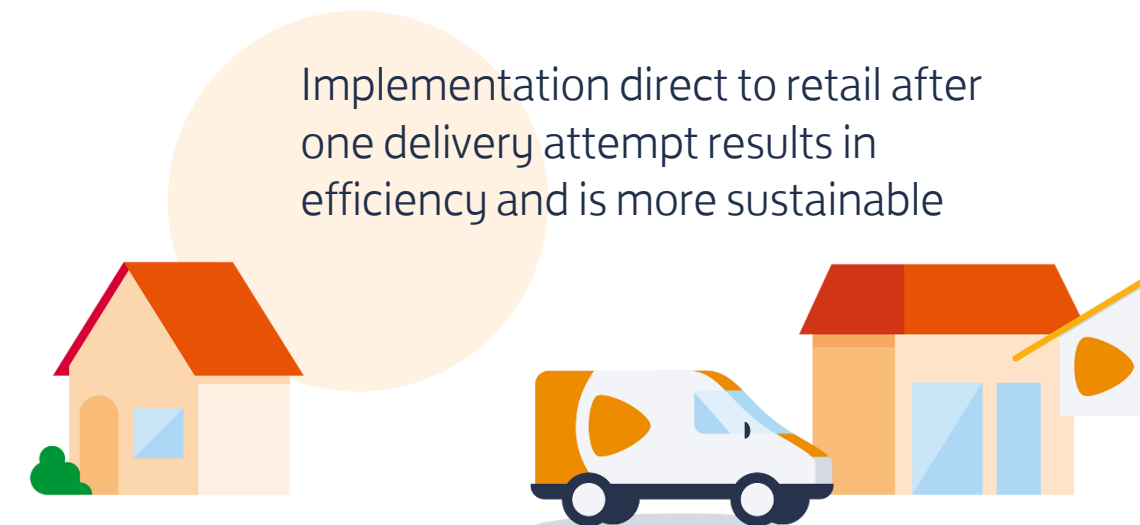 Implementation direct to retail after
one delivery attempt results in
efficiency and is more sustainable